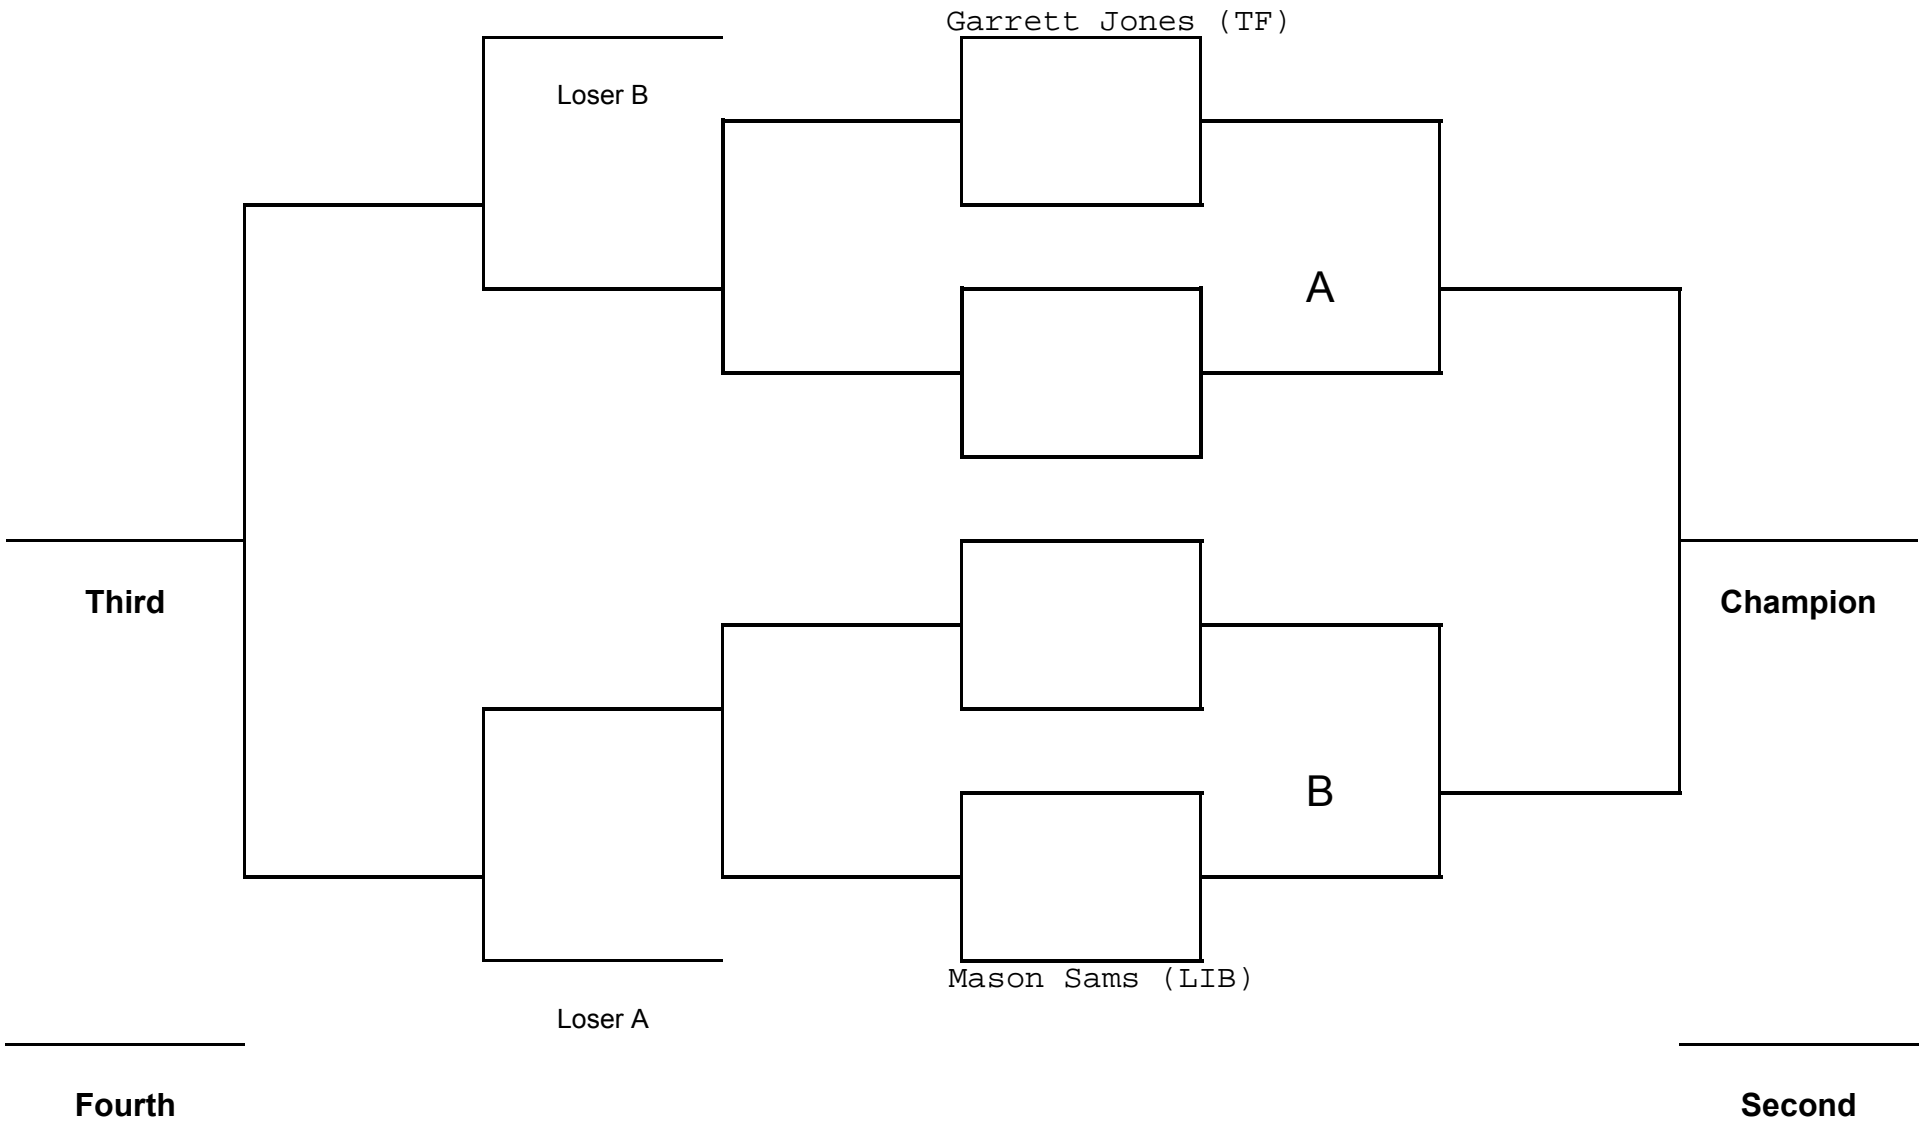 Garrett Jones (TF)
Loser B
A
Third
Champion
B
Mason Sams (LIB)
Loser A
Fourth
Second